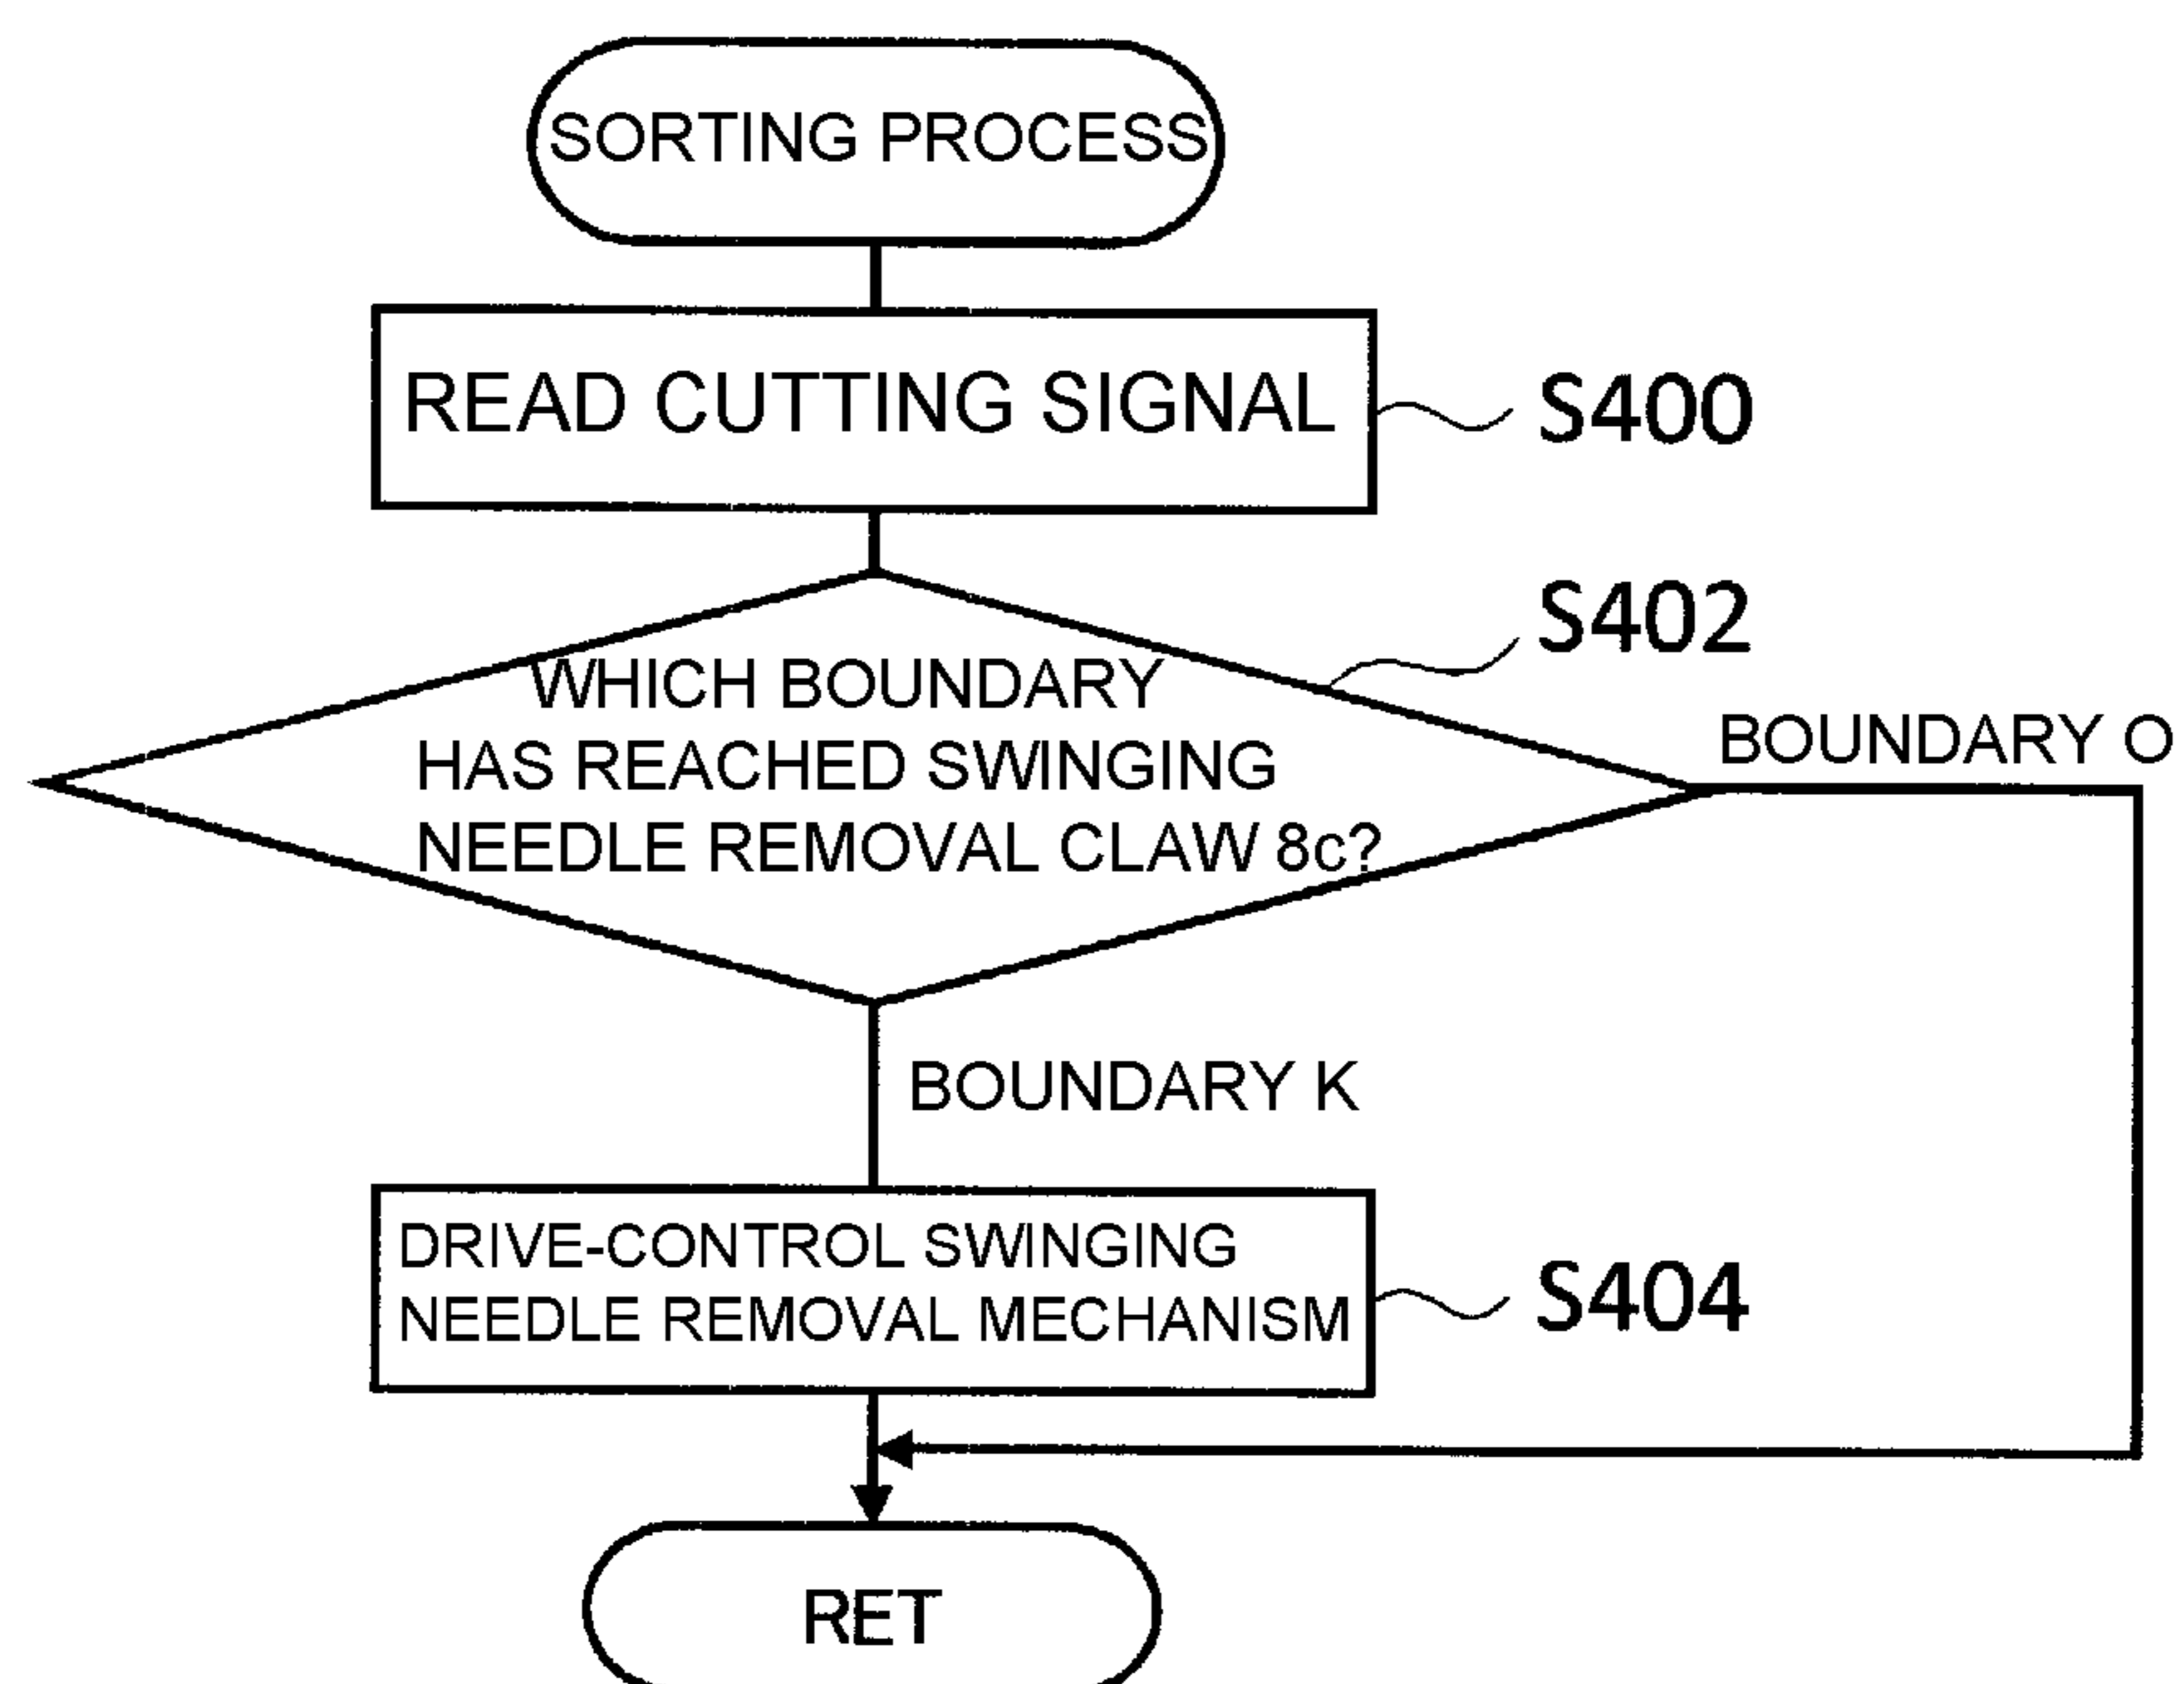 SORTING PROCESS
READ CUTTING SIGNAL
S400
S402
WHICH BOUNDARY
HAS REACHED SWINGING
NEEDLE REMOVAL CLAW 8c?
BOUNDARY O
BOUNDARY K
DRIVE-CONTROL SWINGING
NEEDLE REMOVAL MECHANISM
S404
RET